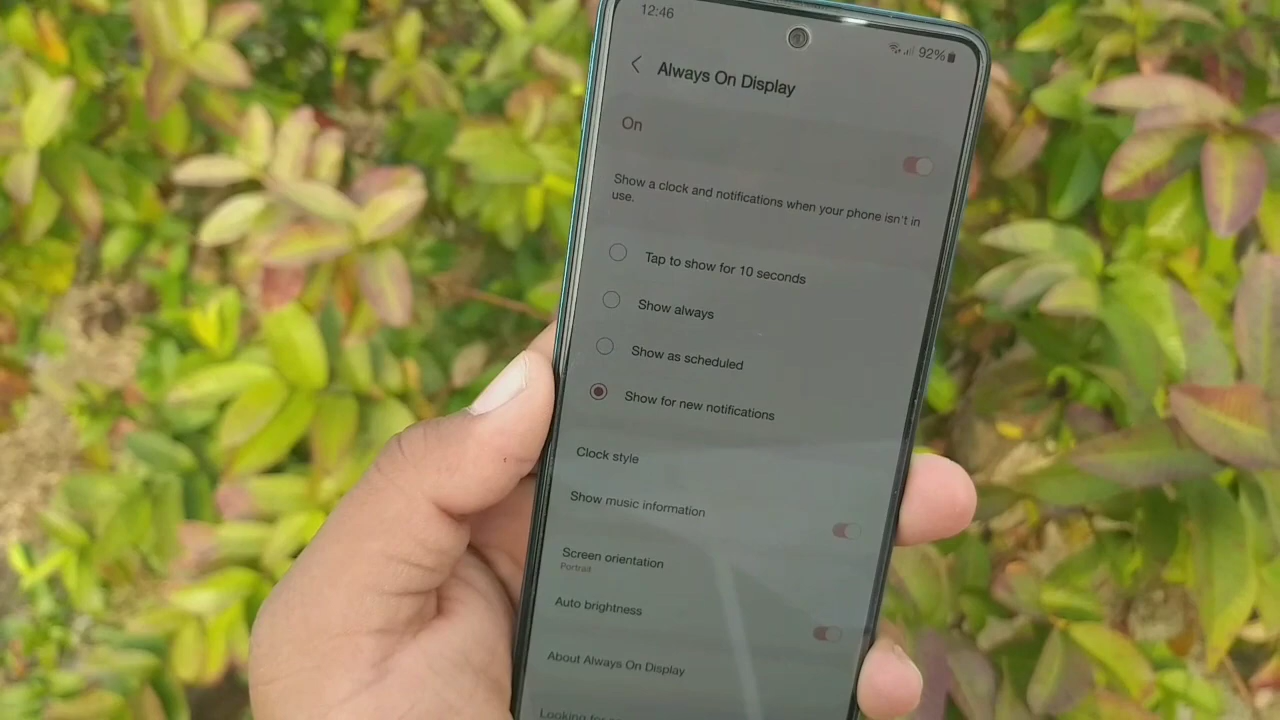 12:46
92%
Always On Display
On
Show a clock and notifications when your phone isn't in
use.
Tap to show for 10 seconds
Show always
Show as scheduled
Show for new notifications
Clock style
Show music information
Screen orientation
Portrait
Auto brightness
About Always On Display
Looking for